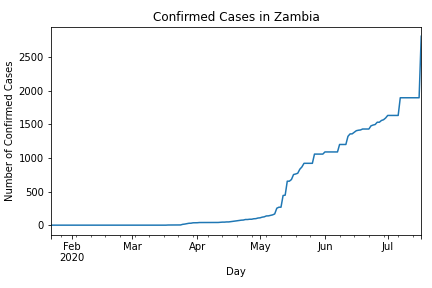 Confirmed Cases in Zambia
Number of Confirmed Cases
2500
2000
1500
1000
500
0
Feb Mar Apr May Jun Jul
2020
Day